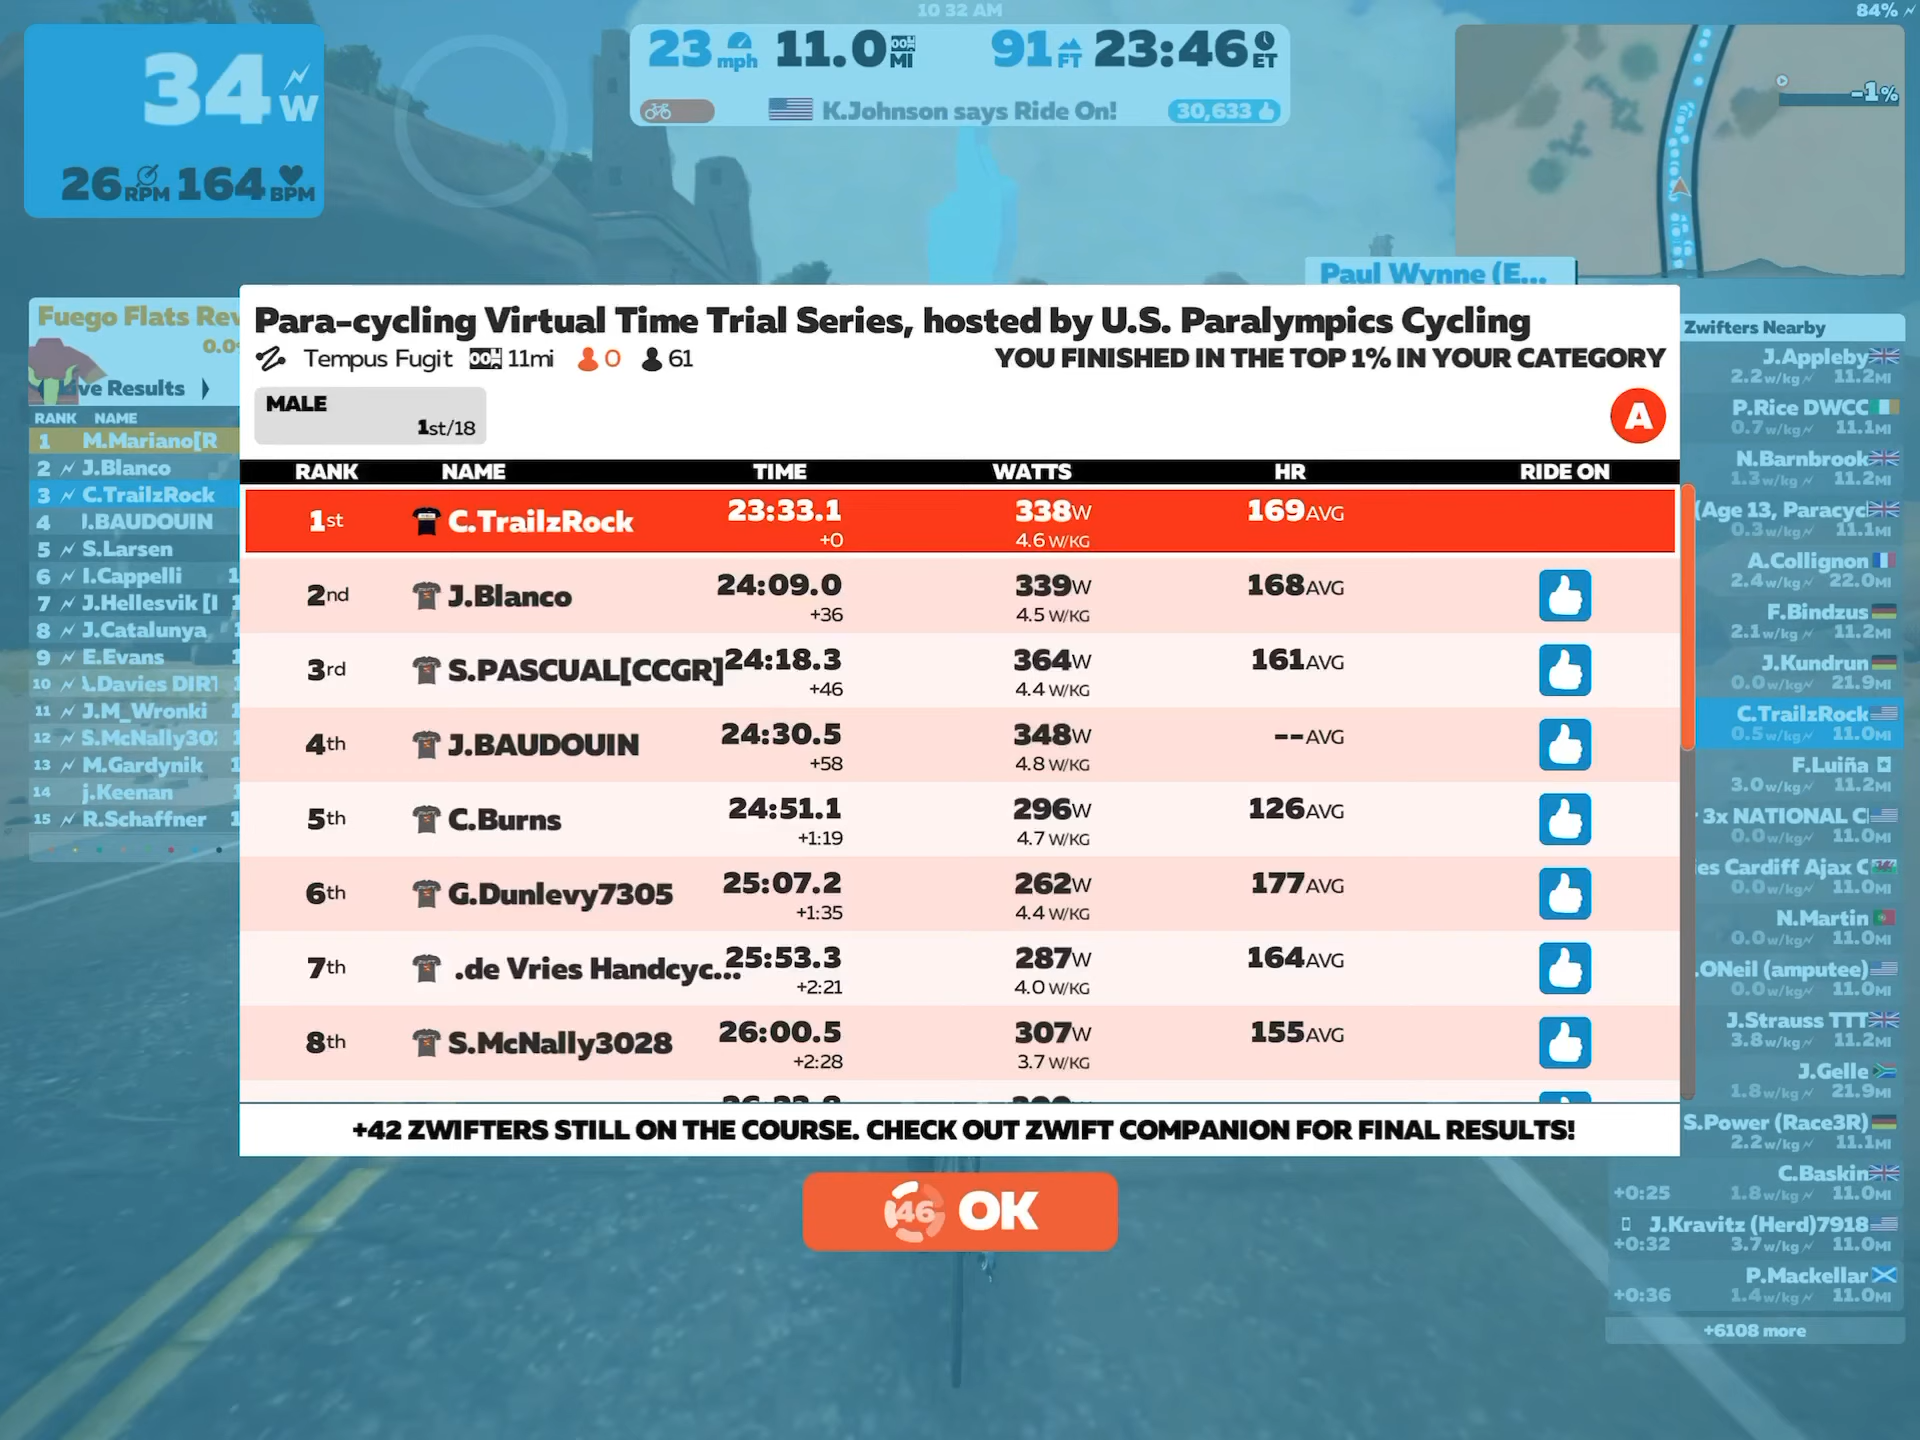 10 32 AM
84%
34 W
26 RPM 164 BPM
23 mph 11.0 MI 91 FT 23:46 ET
K.Johnson says Ride On! 30,633
-1%
Paul Wynne (E...
Fuego Flats Rev
0.0
ve Results
RANK NAME
1 M.Mariano[R
2 J.Blanco
3 C.TrailzRock
4 J.BAUDOUIN
5 S.Larsen
6 I.Cappelli 1
7 J.Hellesvik [I 1
8 J.Catalunya
9 E.Evans 1
10 A.Davies DIRT
11 J.M_Wronki 1
12 S.McNally30
13 M.Gardynik 1
14 j.Keenan
15 R.Schaffner 1
Para-cycling Virtual Time Trial Series, hosted by U.S. Paralympics Cycling
Tempus Fugit 11mi 0 61
YOU FINISHED IN THE TOP 1% IN YOUR CATEGORY
MALE
1st/18
A
RANK NAME TIME WATTS HR RIDE ON
1st C.TrailzRock 23:33.1 338W 169AVG
+0 4.6 W/KG
2nd J.Blanco 24:09.0 339W 168AVG
+36 4.5 W/KG
3rd S.PASCUAL[CCGR] 24:18.3 364W 161AVG
+46 4.4 W/KG
4th J.BAUDOUIN 24:30.5 348W --AVG
+58 4.8 W/KG
5th C.Burns 24:51.1 296W 126AVG
+1:19 4.7 W/KG
6th G.Dunlevy7305 25:07.2 262W 177AVG
+1:35 4.4 W/KG
7th .de Vries Handcyc... 25:53.3 287W 164AVG
+2:21 4.0 W/KG
8th S.McNally3028 26:00.5 307W 155AVG
+2:28 3.7 W/KG
+42 ZWIFTERS STILL ON THE COURSE. CHECK OUT ZWIFT COMPANION FOR FINAL RESULTS!
46 OK
Zwifters Nearby
J.Appleby
2.2w/kg 11.2MI
P.Rice DWCC
0.7w/kg 11.1MI
N.Barnbrook
1.3w/kg 11.2MI
(Age 13, Paracyc
0.3w/kg 11.1MI
A.Collignon
2.4w/kg 22.0MI
F.Bindzus
2.1w/kg 11.2MI
J.Kundrun
0.0w/kg 21.9MI
C.TrailzRock
0.5w/kg 11.0MI
F.Luiña
3.0w/kg 11.2MI
3x NATIONAL C
0.0w/kg 11.0MI
es Cardiff Ajax C
0.0w/kg 11.0MI
N.Martin
0.0w/kg 11.0MI
.ONeil (amputee)
0.0w/kg 11.0MI
J.Strauss TTT
3.8w/kg 11.2MI
J.Gelle
1.8w/kg 21.9MI
S.Power (Race3R)
2.2w/kg 11.1MI
C.Baskin
+0:25 1.8w/kg 11.0MI
J.Kravitz (Herd)7918
+0:32 3.7w/kg 11.0MI
P.Mackellar
+0:36 1.4w/kg 11.0MI
+6108 more